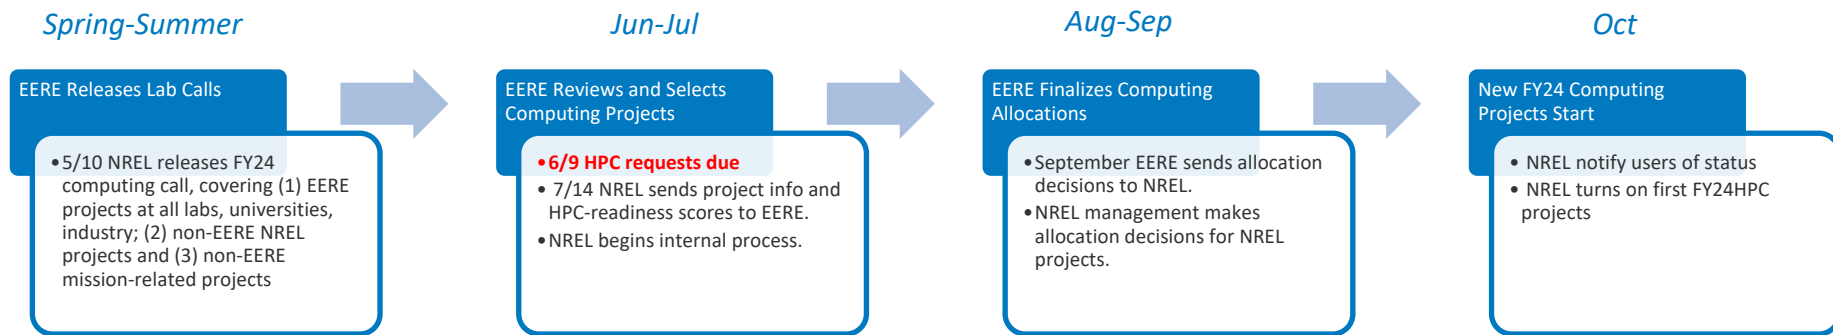 Spring-Summer
EERE Releases Lab Calls
•5/10 NREL releases FY24
computing call, covering (1) EERE
projects at all labs, universities,
industry; (2) non-EERE NREL
projects and (3) non-EERE
mission-related projects
Jun-Jul
EERE Reviews and Selects
Computing Projects
•6/9 HPC requests due
• 7/14 NREL sends project info and
HPC-readiness scores to EERE.
•NREL begins internal process.
Aug-Sep
EERE Finalizes Computing
Allocations
•September EERE sends allocation
decisions to NREL.
•NREL management makes
allocation decisions for NREL
projects.
Oct
New FY24 Computing
Projects Start
• NREL notify users of status
• NREL turns on first FY24HPC
projects